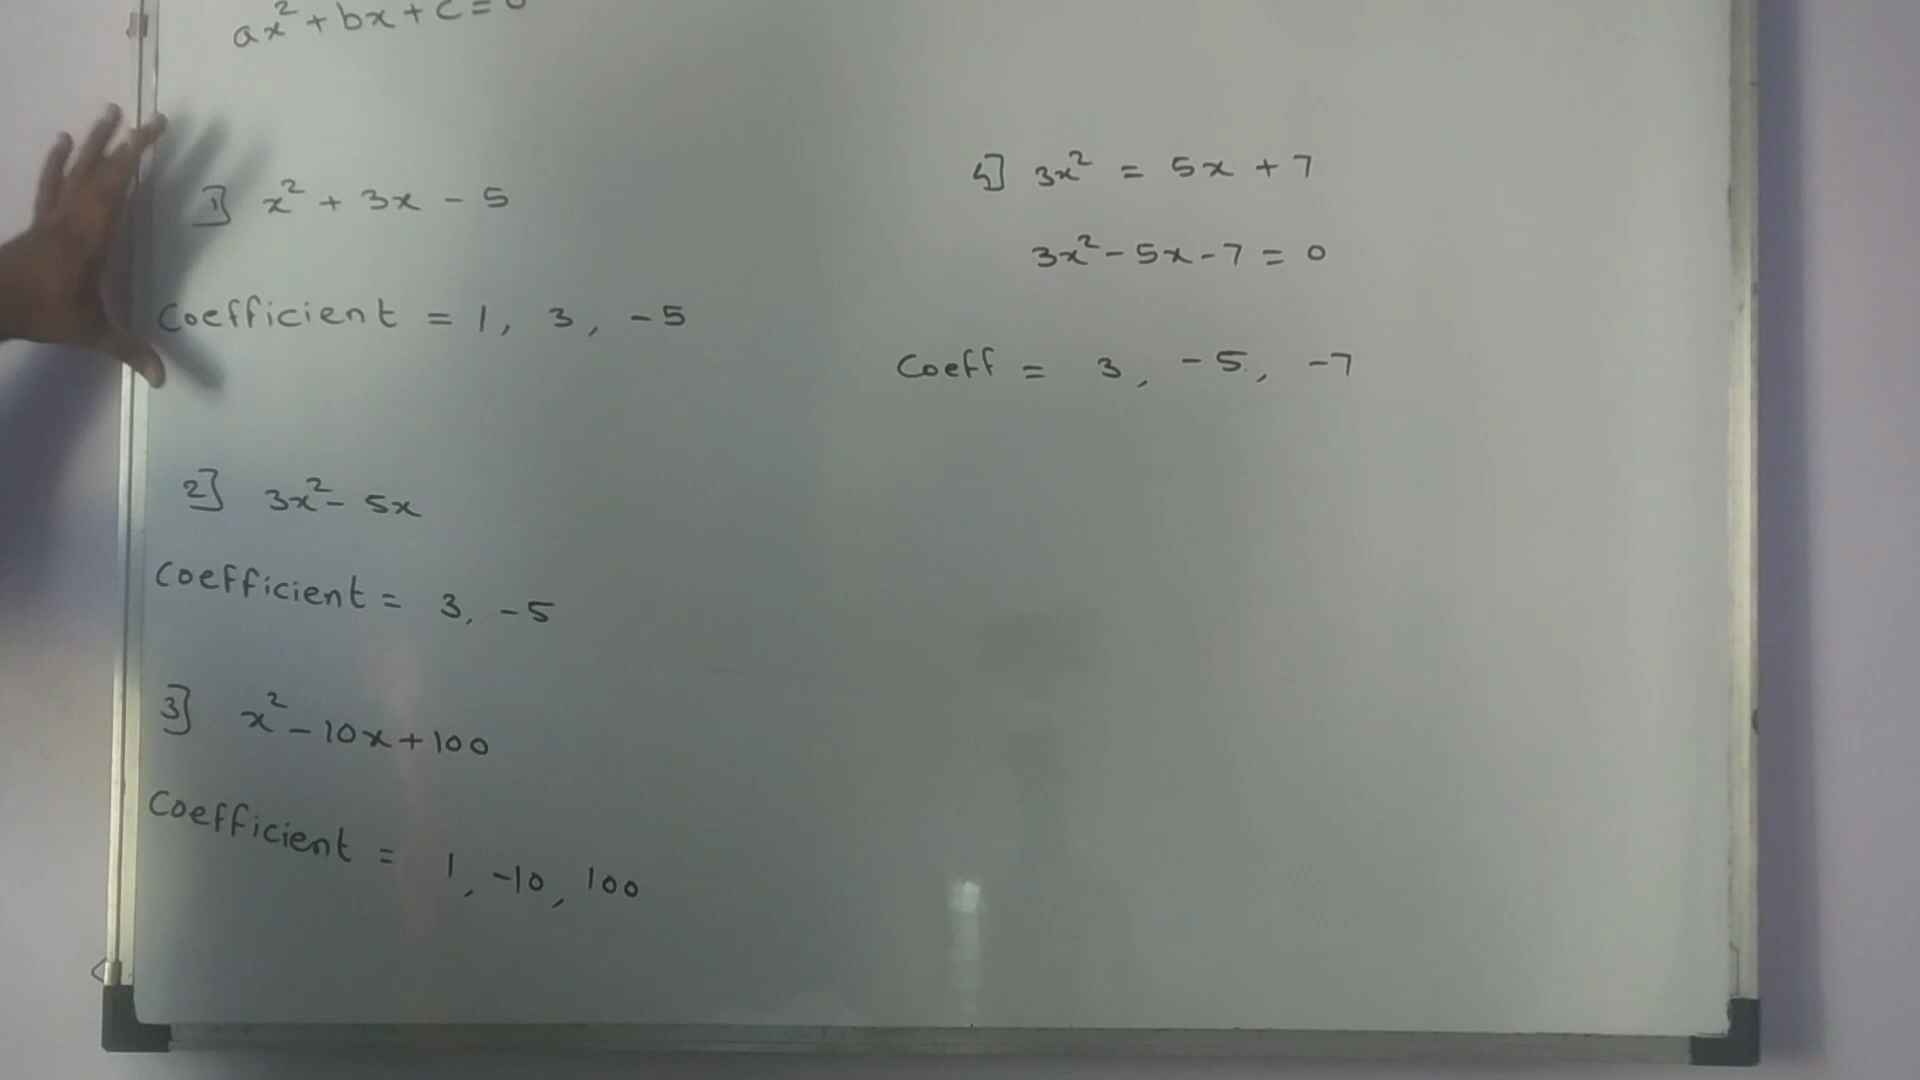 ax² + bx + c = 0
1] x² + 3x - 5
Coefficient = 1, 3, -5
2] 3x² - 5x
Coefficient = 3, -5
3] x² - 10x + 100
Coefficient = 1, -10, 100
4] 3x² = 5x + 7
3x² - 5x - 7 = 0
Coeff = 3, -5, -7